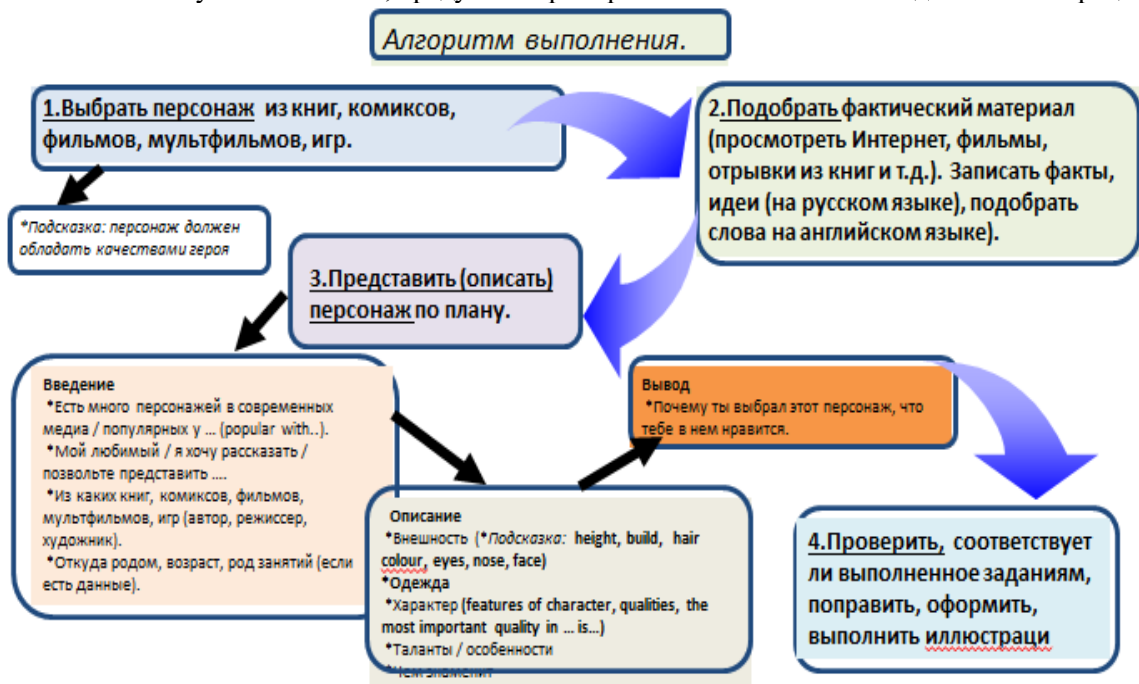 Алгоритм выполнения.
1.Выбрать персонаж из книг, комиксов,
фильмов, мультфильмов, игр.
*Подсказка: персонаж должен
обладать качествами героя
2.Подобрать фактический материал
(просмотреть Интернет, фильмы,
отрывки из книг и т.д.). Записать факты,
идеи (на русском языке), подобрать
слова на английском языке).
3.Представить (описать)
персонаж по плану.
Введение
*Есть много персонажей в современных
медиа / популярных у ... (popular with..).
*Мой любимый / я хочу рассказать /
позвольте представить ....
*Из каких книг, комиксов, фильмов,
мультфильмов, игр (автор, режиссер,
художник).
*Откуда родом, возраст, род занятий (если
есть данные).
Описание
*Внешность (*Подсказка: height, build, hair
colour, eyes, nose, face)
*Одежда
*Характер (features of character, qualities, the
most important quality in ... is...)
*Таланты / особенности
*Чем знаменит
Вывод
*Почему ты выбрал этот персонаж, что
тебе в нем нравится.
4.Проверить, соответствует
ли выполненное заданиям,
поправить, оформить,
выполнить иллюстраци